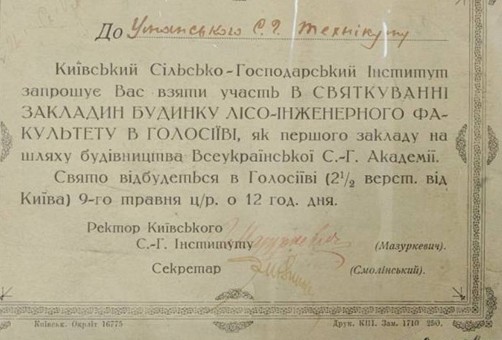 До Уманського С.Г. Технікуму
Київський Сільсько-Господарський Інститут
запрошує Вас взяти участь В СВЯТКУВАННІ
ЗАКЛАДИН БУДИНКУ ЛІСО-ІНЖЕНЕРНОГО ФА-
КУЛЬТЕТУ В ГОЛОСІЇВІ, як першого закладу на
шляху будівництва Всеукраїнської С.-Г. Академії.
Свято відбудеться в Голосіїві (2½ верст. від
Київа) 9-го травня ц/р. о 12 год. дня.
Ректор Київського
С.-Г. Інституту (Мазуркевич).
Секретар (Смолінський).
Київськ. Окрліт 16775 Друк. КПІ. Зам. 1710 250.